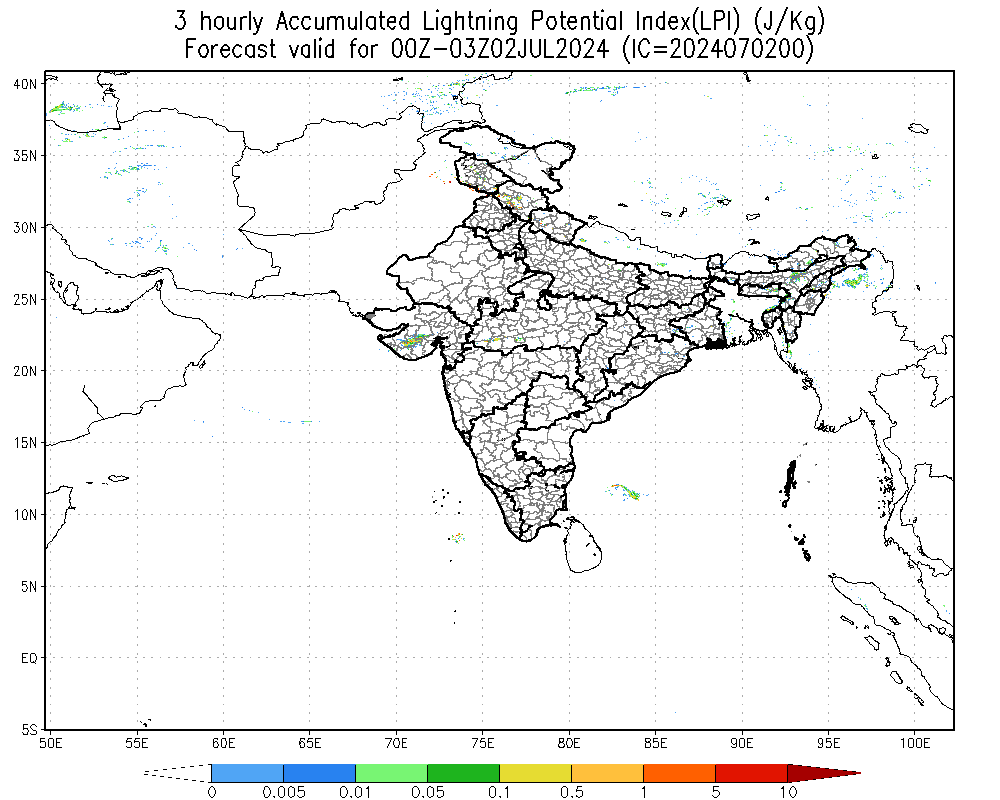 3 hourly Accumulated Lightning Potential Index(LPI) (J/Kg)
Forecast valid for 00Z-03Z02JUL2024 (IC=2024070200)
40N
35N
30N
25N
20N
15N
10N
5N
EQ
5S
50E 55E 60E 65E 70E 75E 80E 85E 90E 95E 100E
0 0.005 0.01 0.05 0.1 0.5 1 5 10